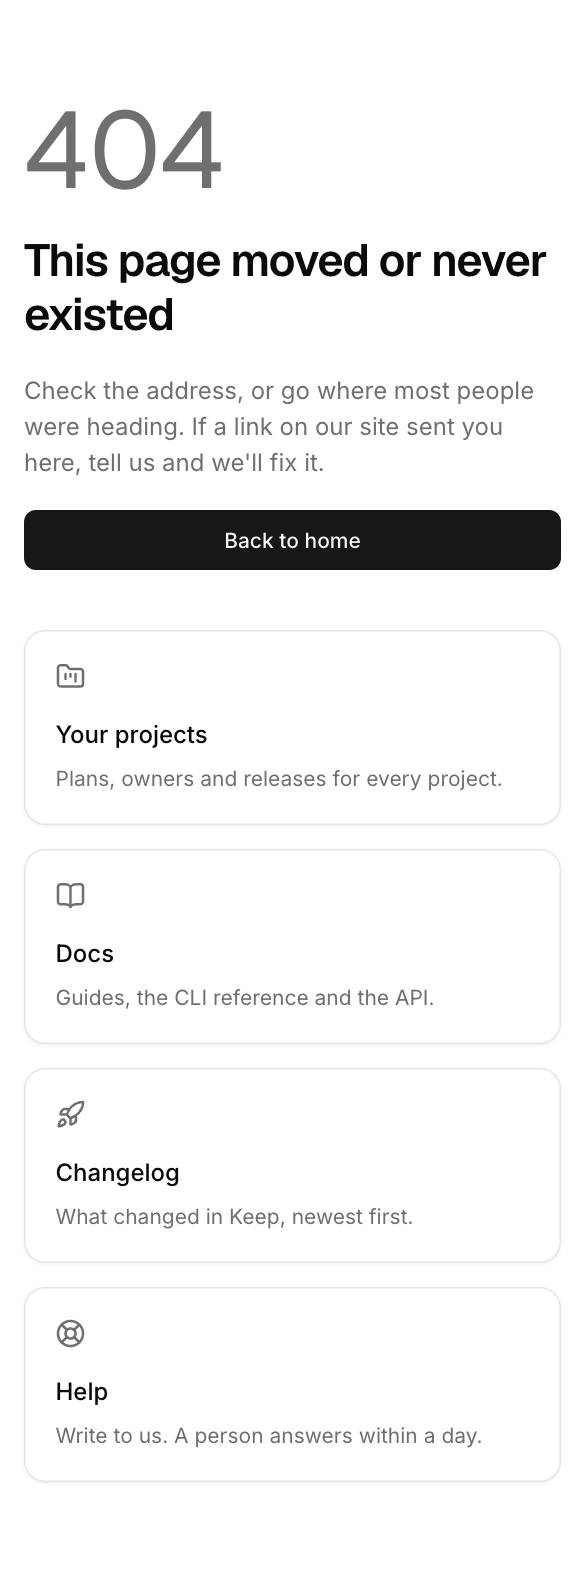 404
This page moved or never
existed
Check the address, or go where most people
were heading. If a link on our site sent you
here, tell us and we'll fix it.
Back to home
Your projects
Plans, owners and releases for every project.
Docs
Guides, the CLI reference and the API.
Changelog
What changed in Keep, newest first.
Help
Write to us. A person answers within a day.